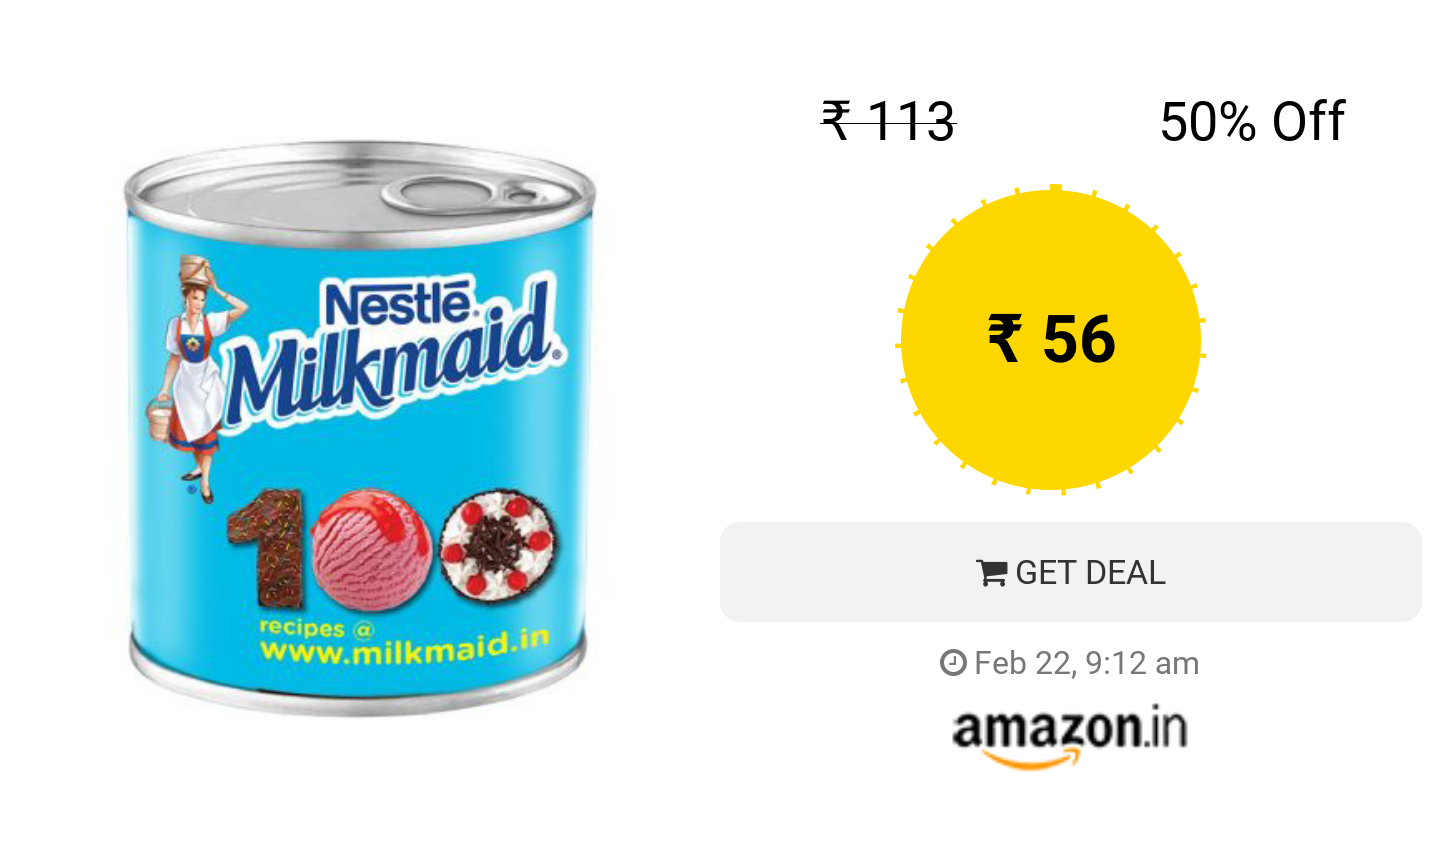 ₹ 113
50% Off
₹ 56
GET DEAL
Feb 22, 9:12 am
amazon.in
Nestlé®
Milkmaid®
®
100
recipes @
www.milkmaid.in